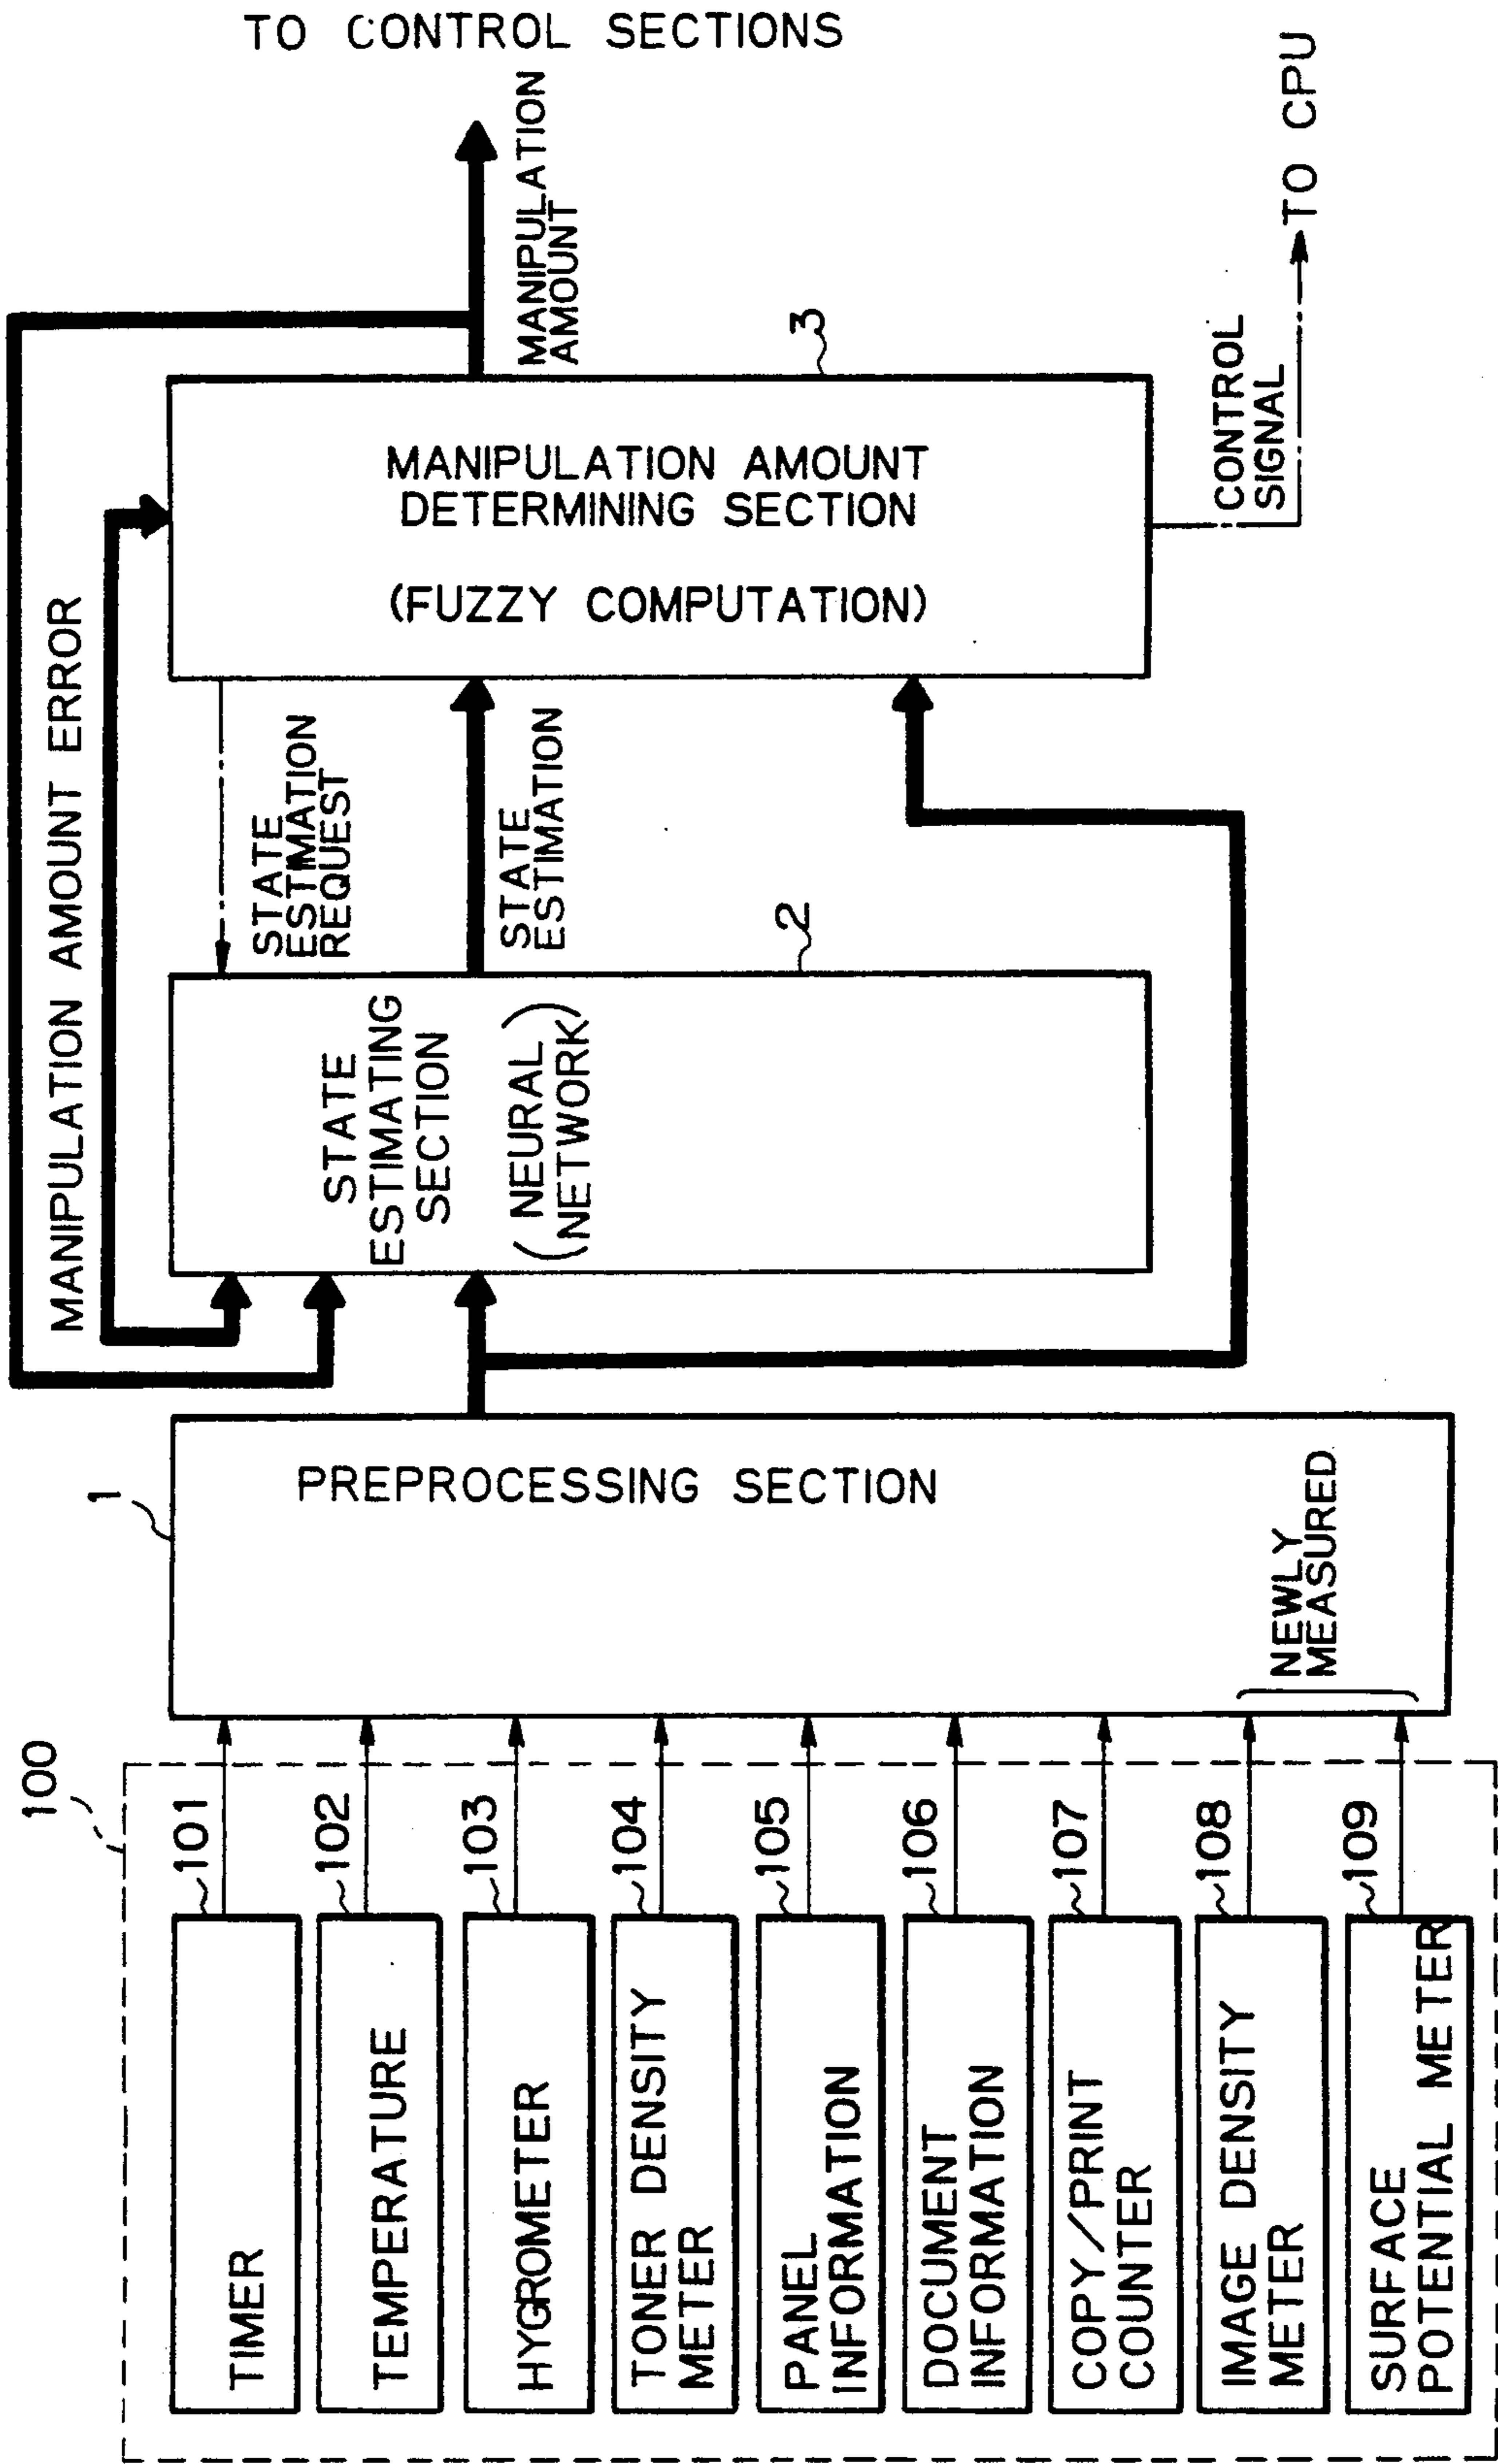 100
TIMER
101
TEMPERATURE
102
HYGROMETER
103
TONER DENSITY
METER
104
PANEL
INFORMATION
105
DOCUMENT
INFORMATION
106
COPY/PRINT
COUNTER
107
IMAGE DENSITY
METER
108
SURFACE
POTENTIAL METER
109
1
PREPROCESSING SECTION
NEWLY
MEASURED
MANIPULATION AMOUNT ERROR
STATE
ESTIMATING
SECTION
(NEURAL
NETWORK)
2
STATE
ESTIMATION
REQUEST
STATE
ESTIMATION
MANIPULATION AMOUNT
DETERMINING SECTION
(FUZZY COMPUTATION)
3
MANIPULATION
AMOUNT
TO CONTROL SECTIONS
CONTROL
SIGNAL
TO CPU